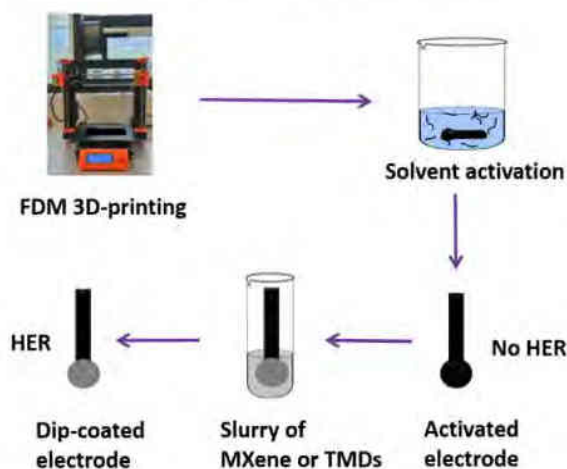 FDM 3D-printing
Solvent activation
HER
No HER
Dip-coated
electrode
Slurry of
MXene or TMDs
Activated
electrode